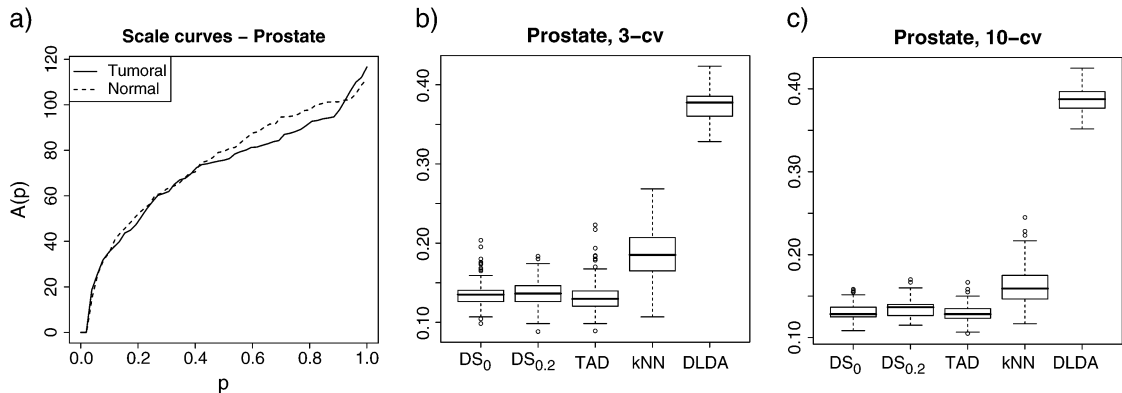 a)
Scale curves − Prostate
Tumoral
Normal
A(p)
120
100
80
60
40
20
0
0.0 0.2 0.4 0.6 0.8 1.0
p
b)
Prostate, 3−cv
0.40
0.30
0.20
0.10
DS₀ DS₀.₂ TAD kNN DLDA
c)
Prostate, 10−cv
0.40
0.30
0.20
0.10
DS₀ DS₀.₂ TAD kNN DLDA